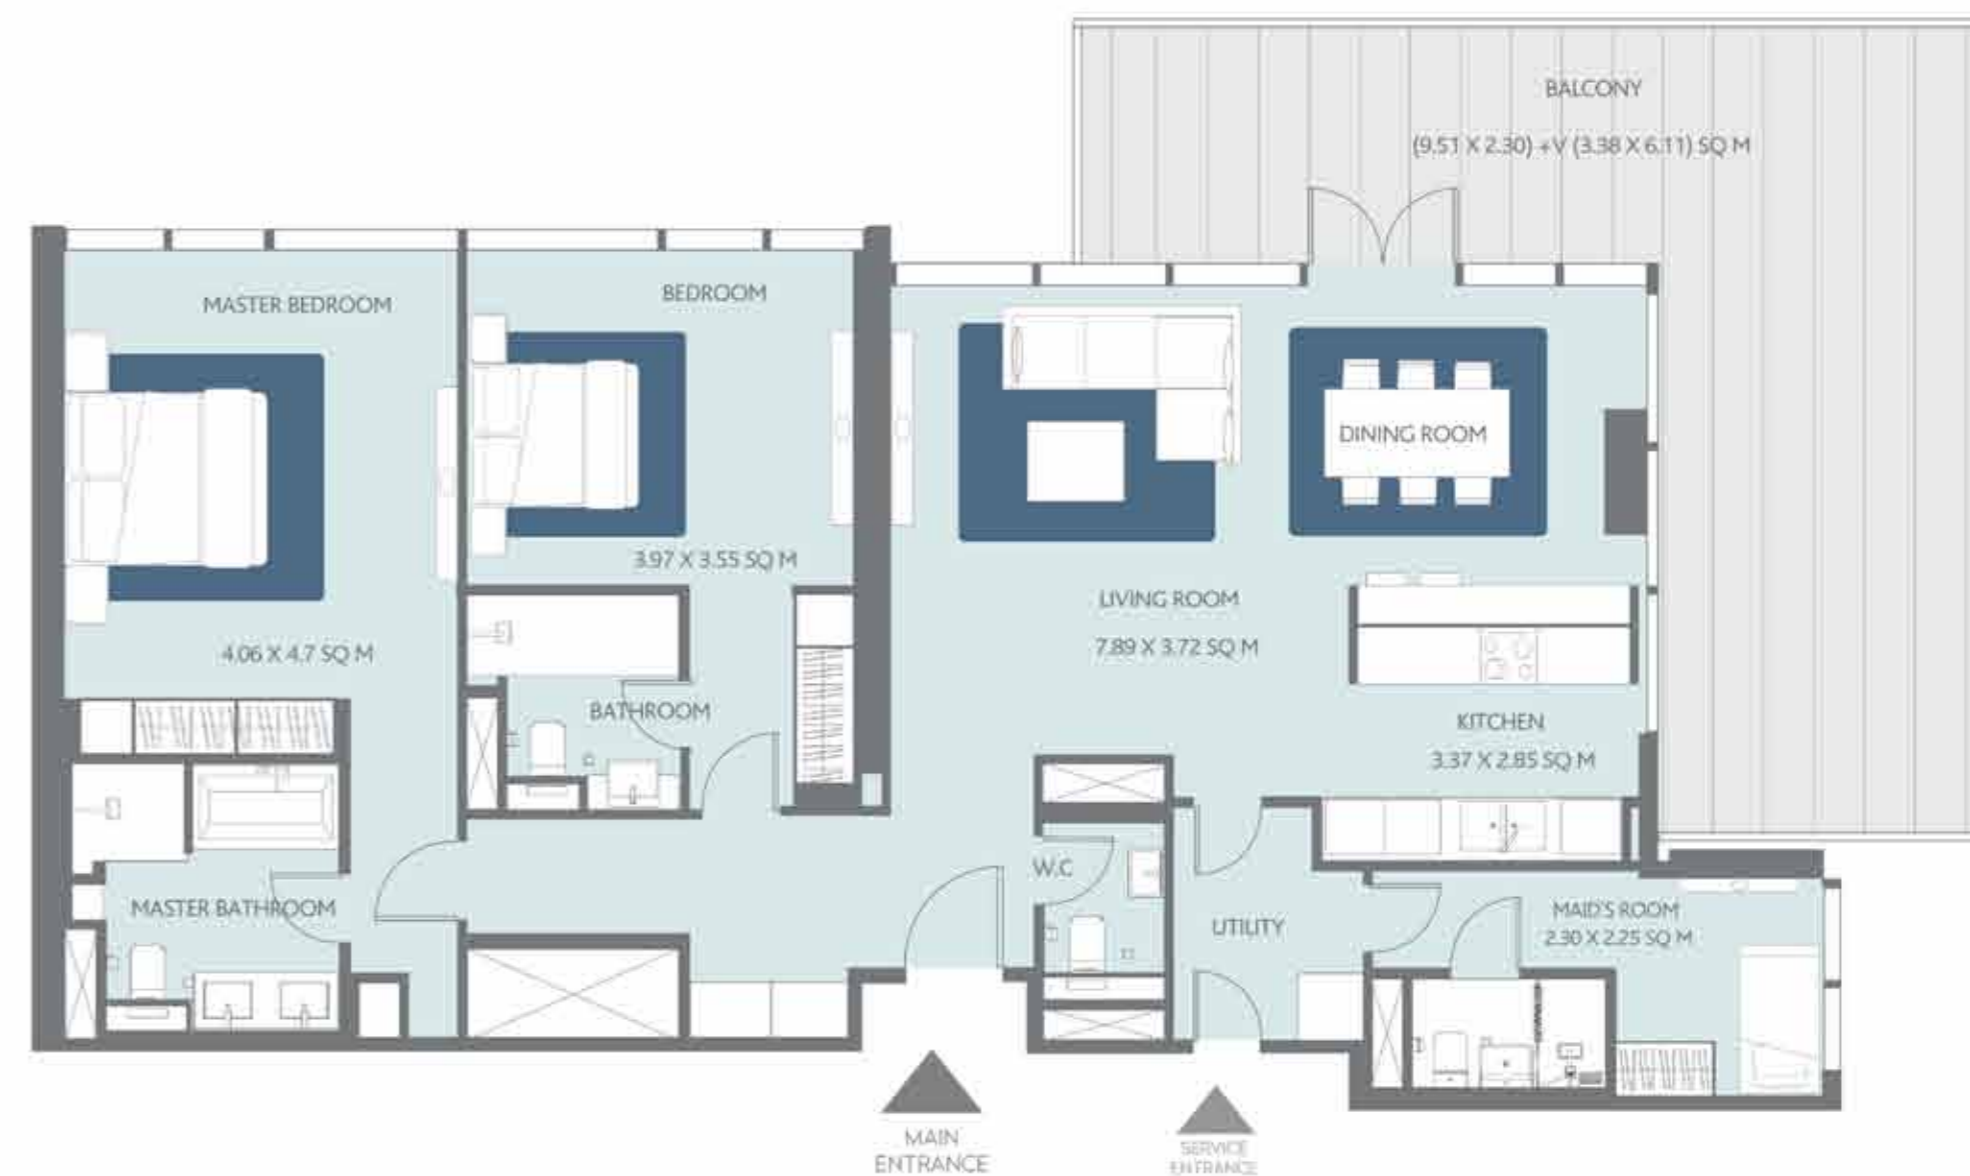 BALCONY
(9.51 X 2.30) +V (3.38 X 6.11) SQ M
MASTER BEDROOM
BEDROOM
DINING ROOM
3.97 X 3.55 SQ M
LIVING ROOM
7.89 X 3.72 SQ M
4.06 X 4.7 SQ M
BATHROOM
KITCHEN
3.37 X 2.85 SQ M
W.C
MASTER BATHROOM
UTILITY
MAID'S ROOM
2.30 X 2.25 SQ M
MAIN
ENTRANCE
SERVICE
ENTRANCE